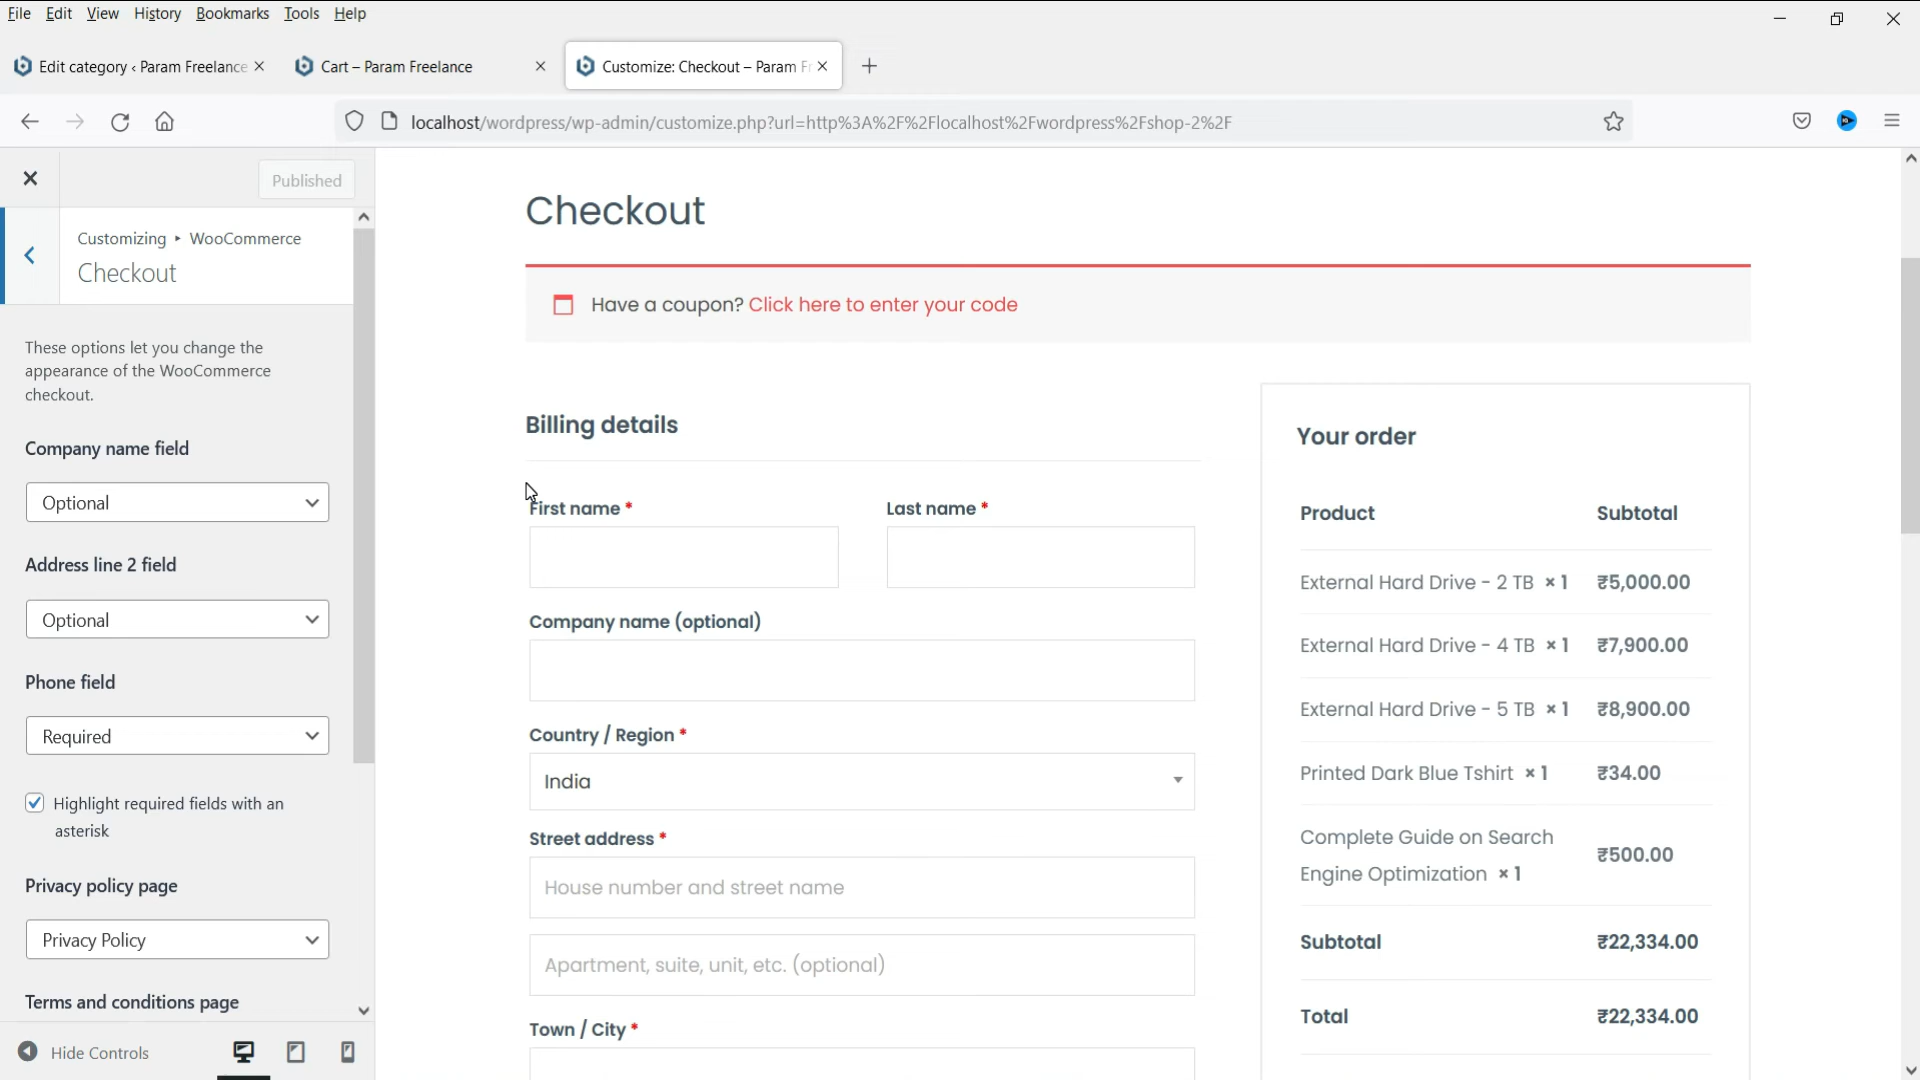 File Edit View History Bookmarks Tools Help
Edit category ‹ Param Freelance
Cart – Param Freelance
Customize: Checkout – Param Fr
localhost/wordpress/wp-admin/customize.php?url=http%3A%2F%2Flocalhost%2Fwordpress%2Fshop-2%2F
Published
Customizing ▸ WooCommerce
Checkout
These options let you change the
appearance of the WooCommerce
checkout.
Company name field
Optional
Address line 2 field
Optional
Phone field
Required
Highlight required fields with an
asterisk
Privacy policy page
Privacy Policy
Terms and conditions page
Hide Controls
Checkout
Have a coupon? Click here to enter your code
Billing details
First name *
Last name *
Company name (optional)
Country / Region *
India
Street address *
House number and street name
Apartment, suite, unit, etc. (optional)
Town / City *
Your order
Product Subtotal
External Hard Drive - 2 TB × 1 ₹5,000.00
External Hard Drive - 4 TB × 1 ₹7,900.00
External Hard Drive - 5 TB × 1 ₹8,900.00
Printed Dark Blue Tshirt × 1 ₹34.00
Complete Guide on Search
Engine Optimization × 1 ₹500.00
Subtotal ₹22,334.00
Total ₹22,334.00